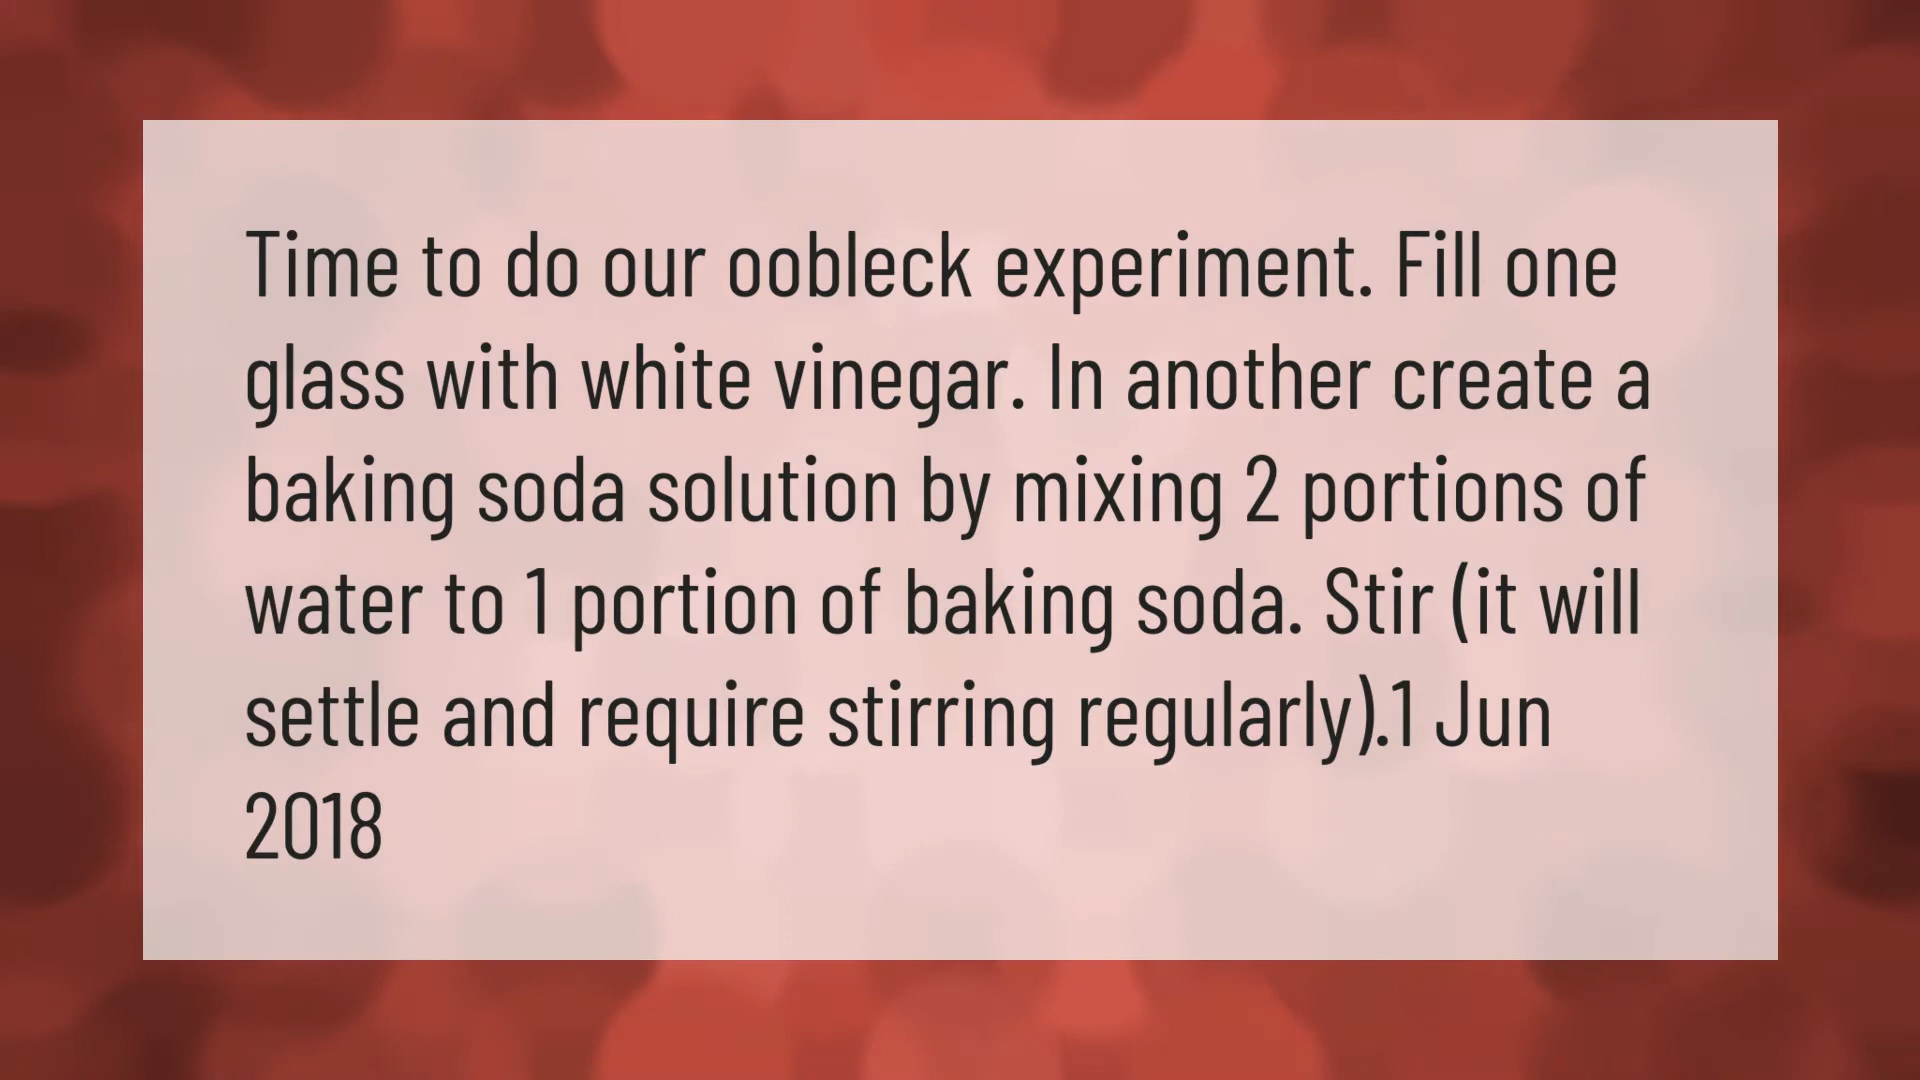 Time to do our oobleck experiment. Fill one
glass with white vinegar. In another create a
baking soda solution by mixing 2 portions of
water to 1 portion of baking soda. Stir (it will
settle and require stirring regularly).1 Jun
2018